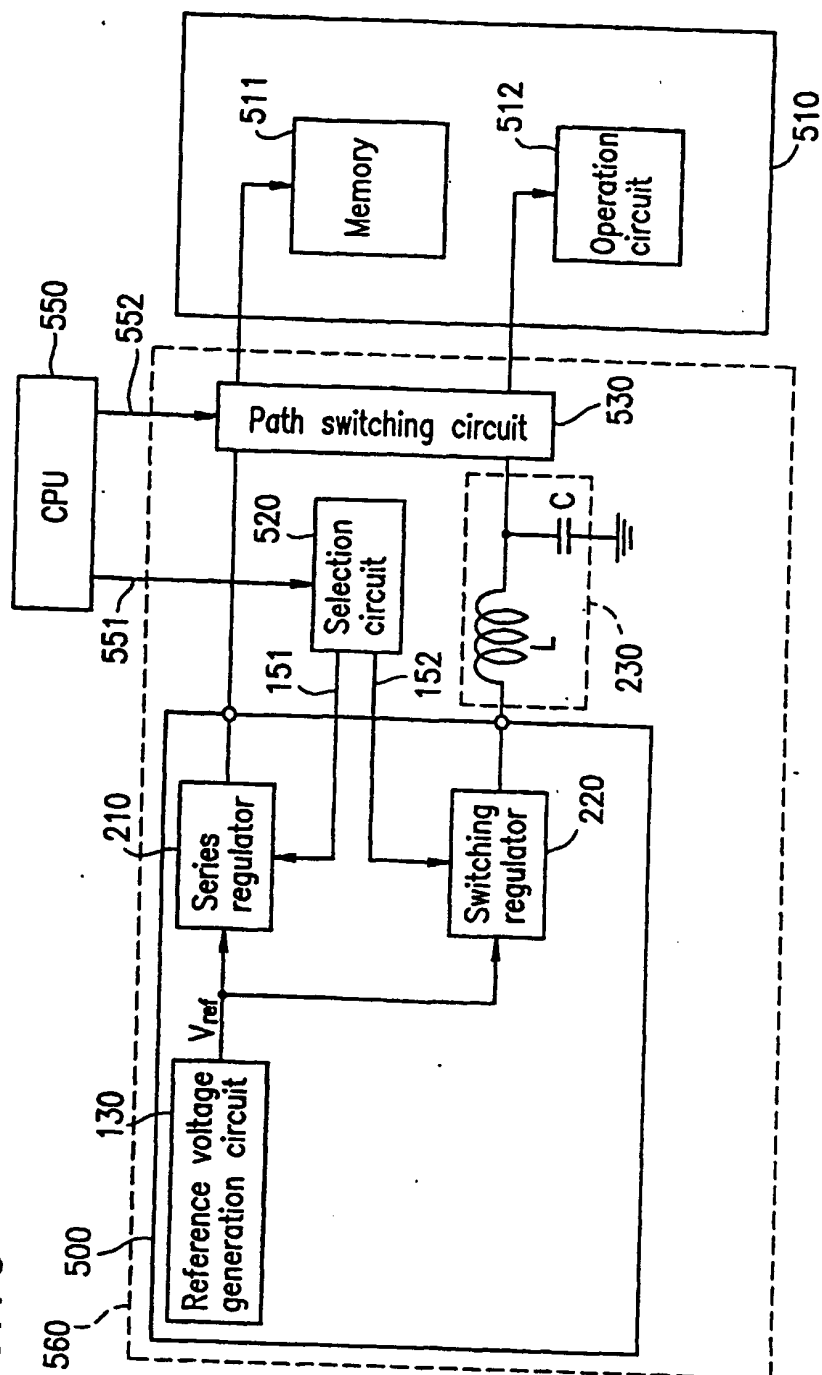 560
500
130
Reference voltage
generation circuit
Vref
210
Series
regulator
Switching
regulator
220
151
152
551
CPU
550
552
520
Selection
circuit
L
C
230
Path switching circuit
530
511
Memory
512
Operation
circuit
510